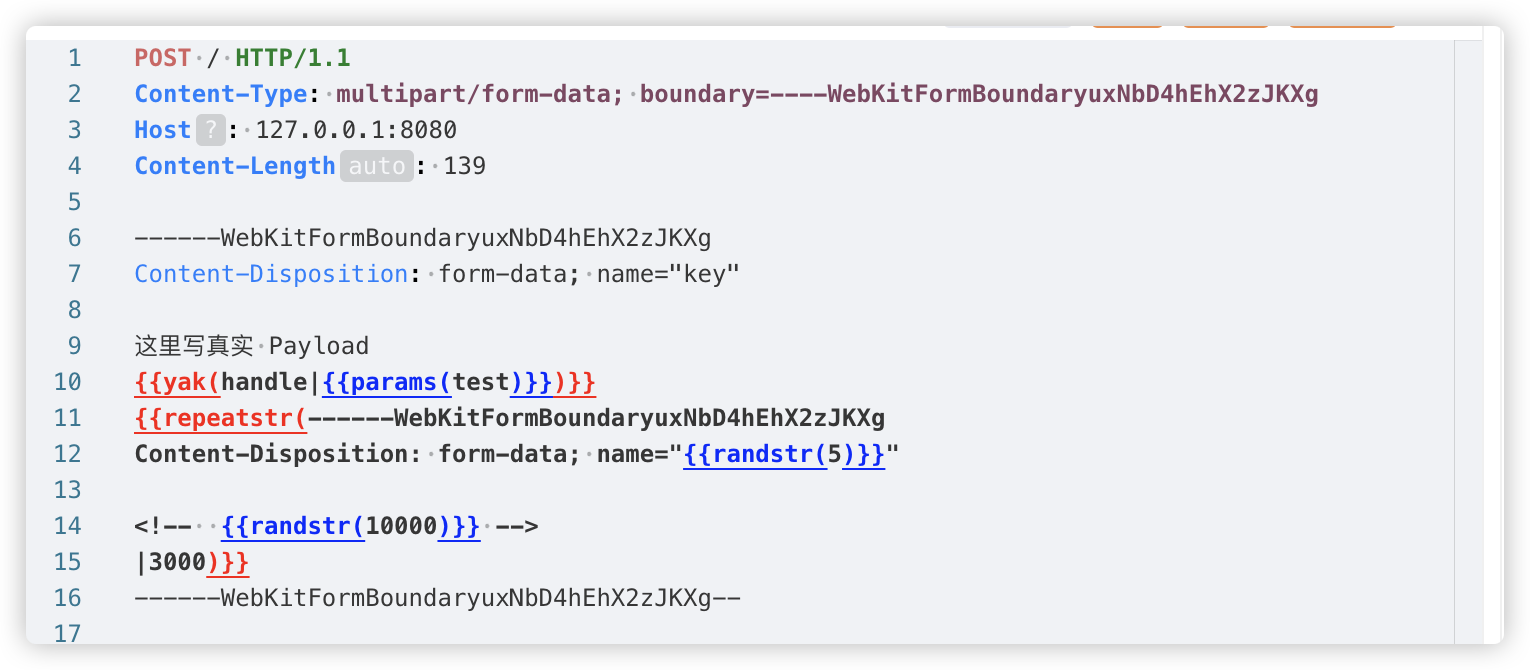 1 POST / HTTP/1.1
2 Content-Type: multipart/form-data; boundary=----WebKitFormBoundaryuxNbD4hEhX2zJKXg
3 Host ? : 127.0.0.1:8080
4 Content-Length auto : 139
5
6 ------WebKitFormBoundaryuxNbD4hEhX2zJKXg
7 Content-Disposition: form-data; name="key"
8
9 这里写真实 Payload
10 {{yak(handle|{{params(test)}})}}
11 {{repeatstr(------WebKitFormBoundaryuxNbD4hEhX2zJKXg
12 Content-Disposition: form-data; name="{{randstr(5)}}"
13
14 <!--  {{randstr(10000)}} -->
15 |3000)}}
16 ------WebKitFormBoundaryuxNbD4hEhX2zJKXg--
17